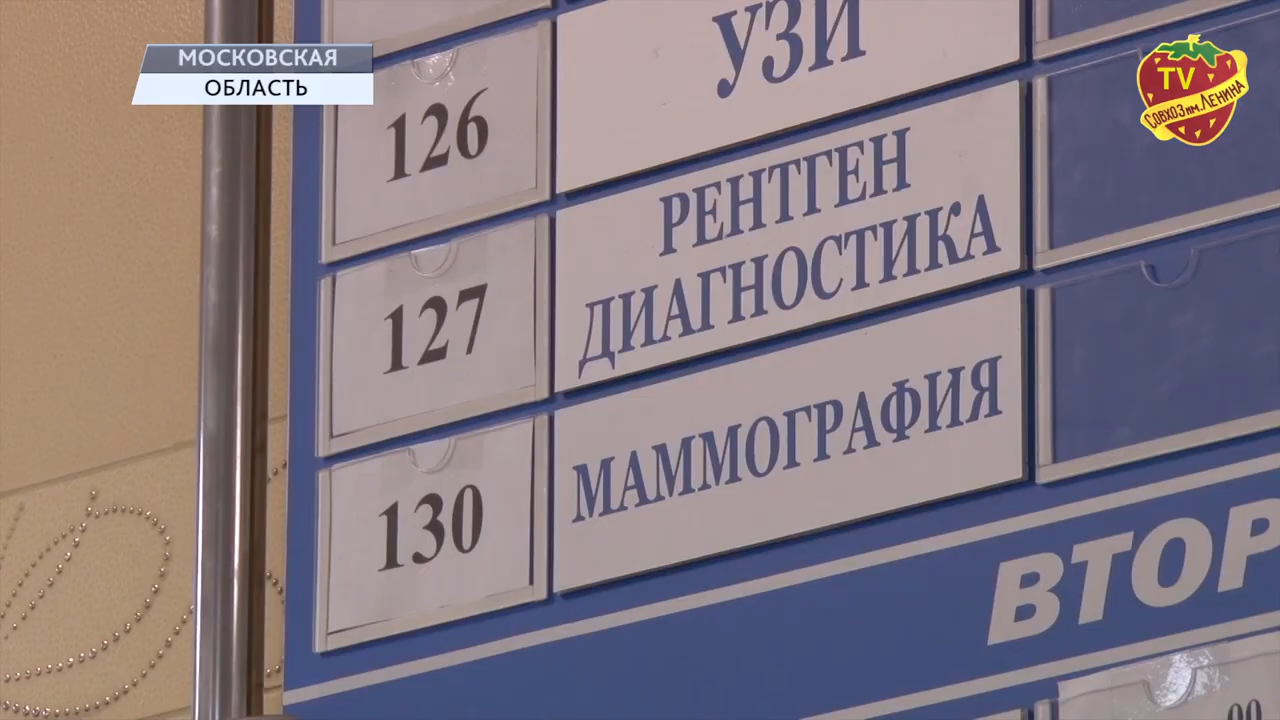 МОСКОВСКАЯ
ОБЛАСТЬ
TV
СОВХОЗ ИМ. ЛЕНИНА
УЗИ
126
РЕНТГЕН
ДИАГНОСТИКА
127
МАММОГРАФИЯ
130
ВТОР